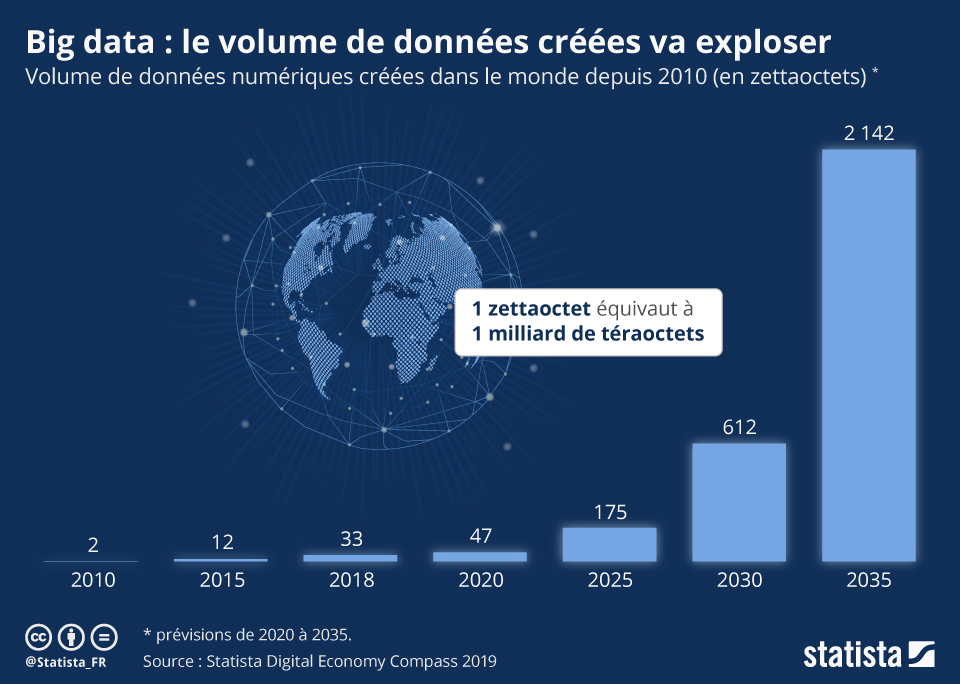 Big data : le volume de données créées va exploser
Volume de données numériques créées dans le monde depuis 2010 (en zettaoctets) *
2 142
1 zettaoctet équivaut à
1 milliard de téraoctets
612
175
47
33
12
2
2010 2015 2018 2020 2025 2030 2035
* prévisions de 2020 à 2035.
cc
@Statista_FR
Source : Statista Digital Economy Compass 2019
statista